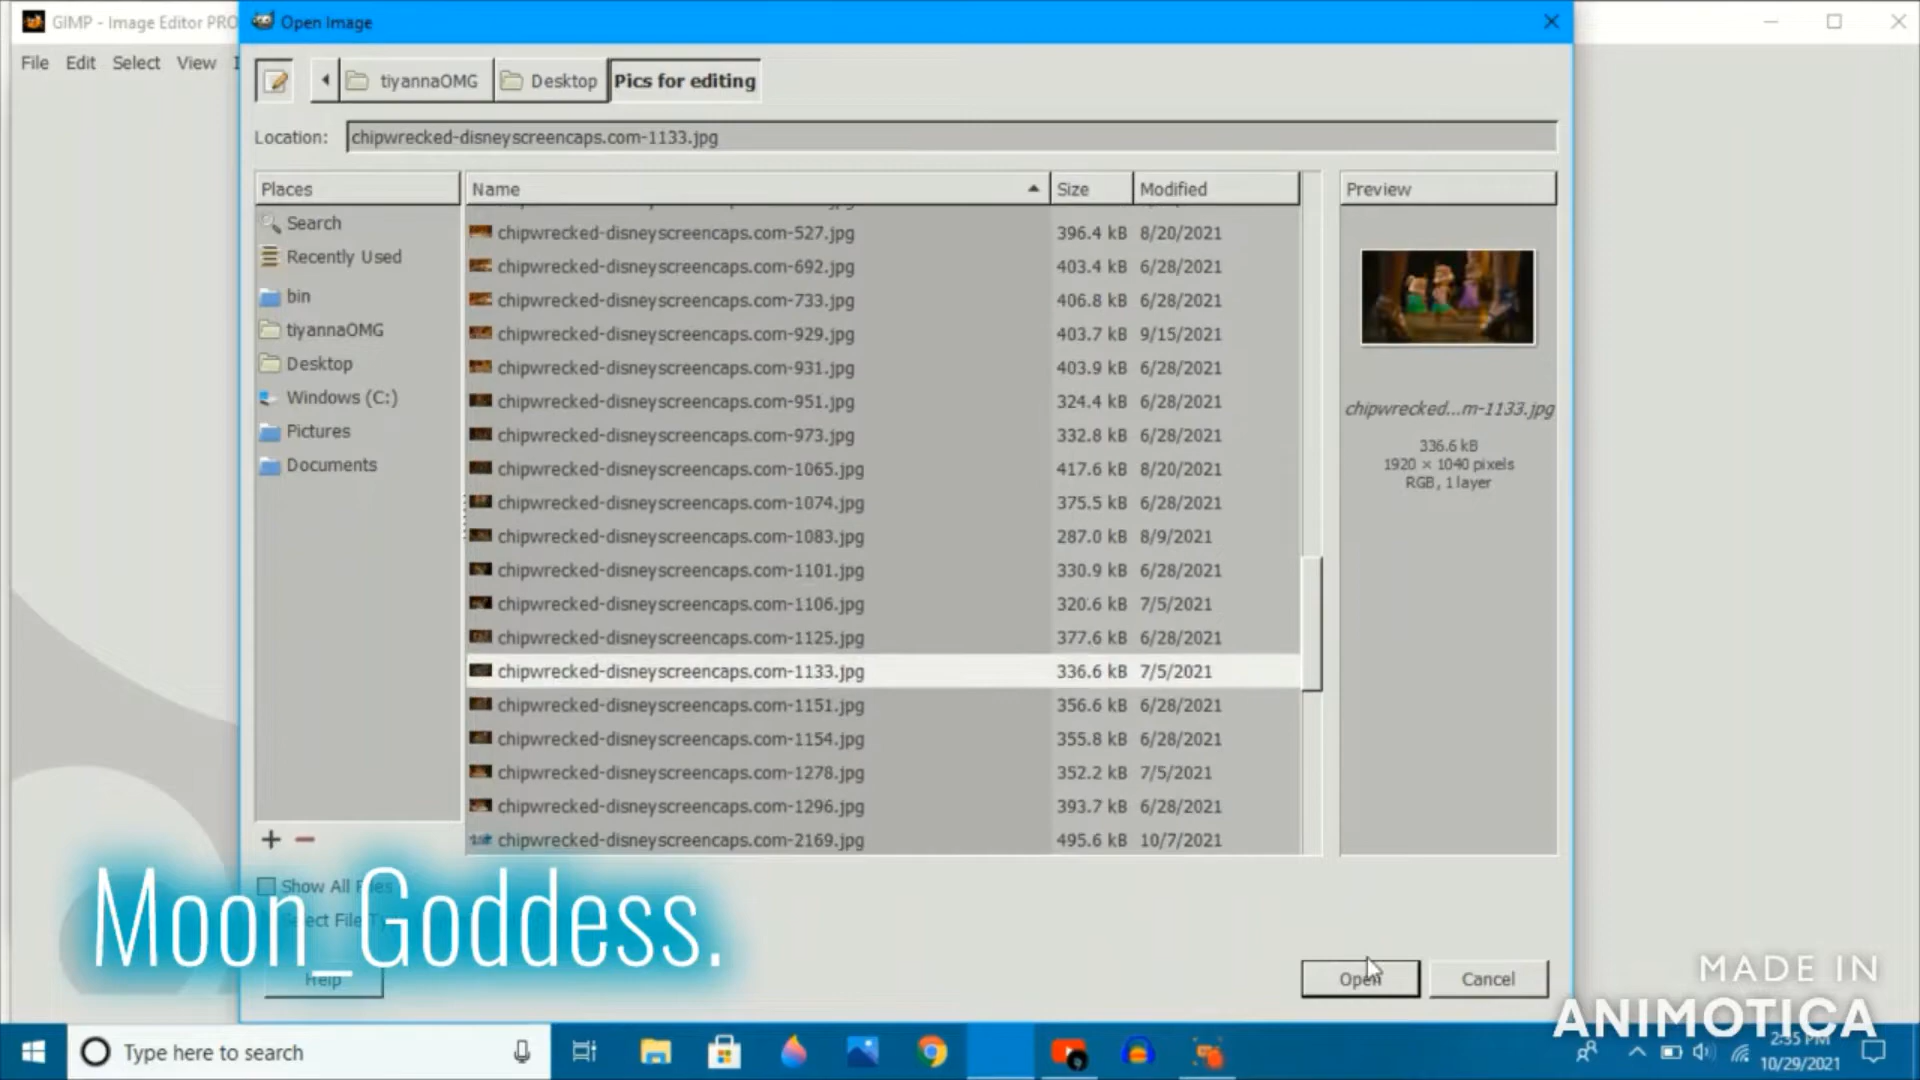 GIMP - Image Editor PRO
Open Image
File Edit Select View
tiyannaOMG Desktop Pics for editing
Location: chipwrecked-disneyscreencaps.com-1133.jpg
Places Name Size Modified Preview
Search
Recently Used
bin
tiyannaOMG
Desktop
Windows (C:)
Pictures
Documents
chipwrecked-disneyscreencaps.com-527.jpg 396.4 kB 8/20/2021
chipwrecked-disneyscreencaps.com-692.jpg 403.4 kB 6/28/2021
chipwrecked-disneyscreencaps.com-733.jpg 406.8 kB 6/28/2021
chipwrecked-disneyscreencaps.com-929.jpg 403.7 kB 9/15/2021
chipwrecked-disneyscreencaps.com-931.jpg 403.9 kB 6/28/2021
chipwrecked-disneyscreencaps.com-951.jpg 324.4 kB 6/28/2021
chipwrecked-disneyscreencaps.com-973.jpg 332.8 kB 6/28/2021
chipwrecked-disneyscreencaps.com-1065.jpg 417.6 kB 8/20/2021
chipwrecked-disneyscreencaps.com-1074.jpg 375.5 kB 6/28/2021
chipwrecked-disneyscreencaps.com-1083.jpg 287.0 kB 8/9/2021
chipwrecked-disneyscreencaps.com-1101.jpg 330.9 kB 6/28/2021
chipwrecked-disneyscreencaps.com-1106.jpg 320.6 kB 7/5/2021
chipwrecked-disneyscreencaps.com-1125.jpg 377.6 kB 6/28/2021
chipwrecked-disneyscreencaps.com-1133.jpg 336.6 kB 7/5/2021
chipwrecked-disneyscreencaps.com-1151.jpg 356.6 kB 6/28/2021
chipwrecked-disneyscreencaps.com-1154.jpg 355.8 kB 6/28/2021
chipwrecked-disneyscreencaps.com-1278.jpg 352.2 kB 7/5/2021
chipwrecked-disneyscreencaps.com-1296.jpg 393.7 kB 6/28/2021
chipwrecked-disneyscreencaps.com-2169.jpg 495.6 kB 10/7/2021
chipwrecked...m-1133.jpg
336.6 kB
1920 × 1040 pixels
RGB, 1 layer
Show All Files
Select File
Moon_Goddess.
Help
Open Cancel
MADE IN
ANIMOTICA
Type here to search
2:35 PM
10/29/2021